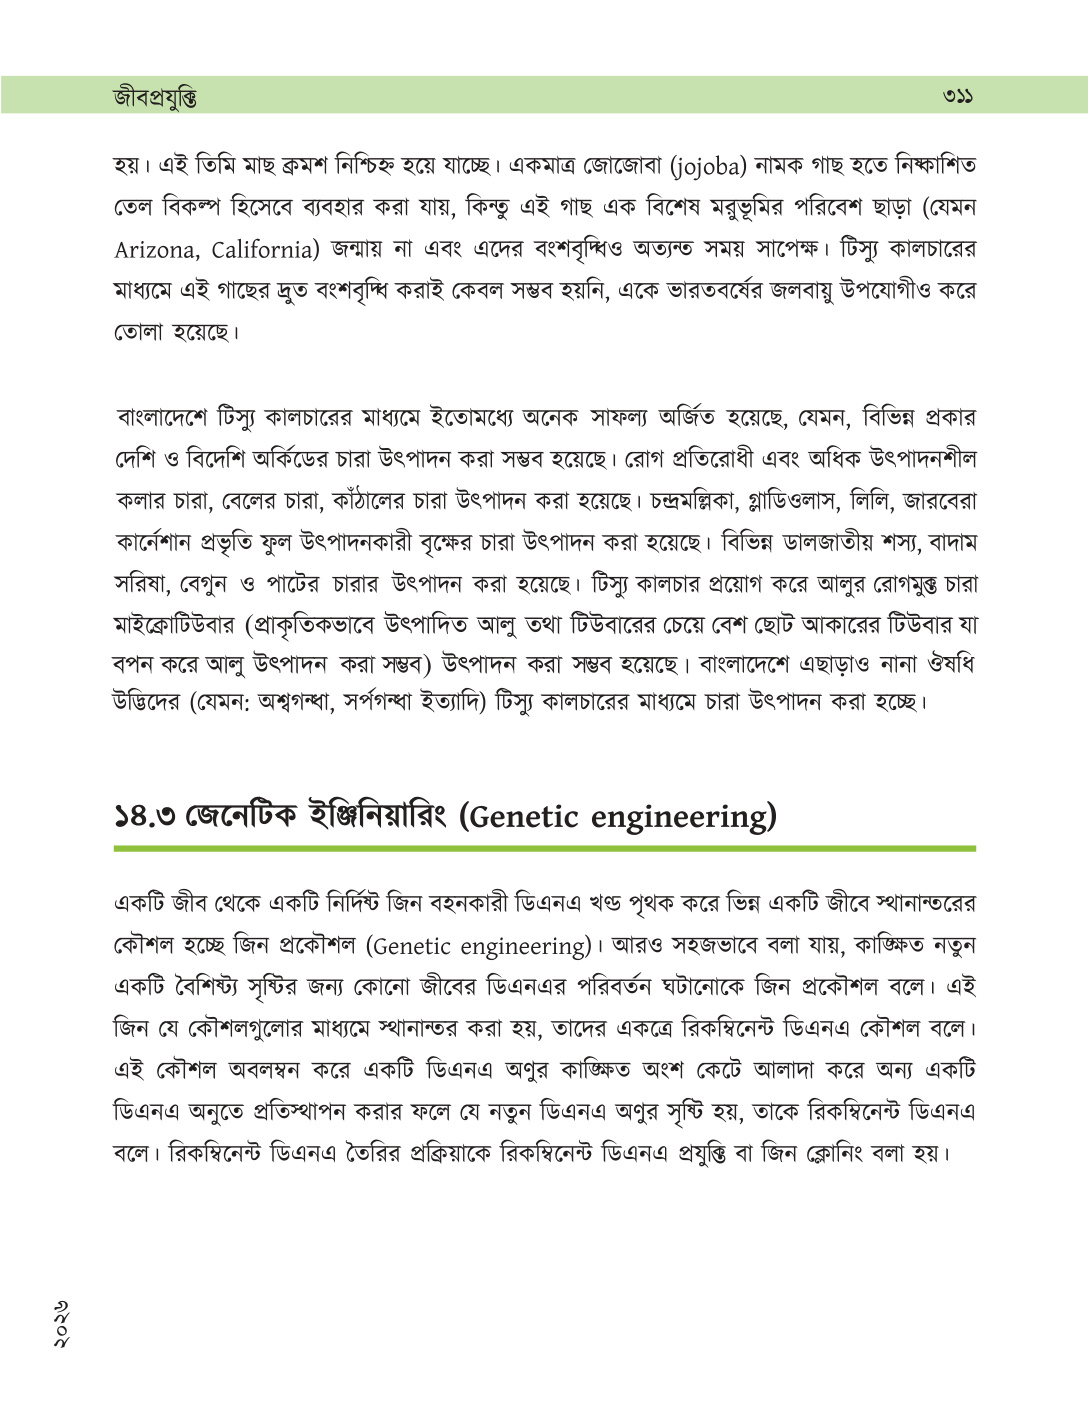 জীবপ্রযুক্তি ৩১১
হয়। এই তিমি মাছ ক্রমশ নিশ্চিহ্ন হয়ে যাচ্ছে। একমাত্র জোজোবা (jojoba) নামক গাছ হতে নিষ্কাশিত
তেল বিকল্প হিসেবে ব্যবহার করা যায়, কিন্তু এই গাছ এক বিশেষ মরুভূমির পরিবেশ ছাড়া (যেমন
Arizona, California) জন্মায় না এবং এদের বংশবৃদ্ধিও অত্যন্ত সময় সাপেক্ষ। টিস্যু কালচারের
মাধ্যমে এই গাছের দ্রুত বংশবৃদ্ধি করাই কেবল সম্ভব হয়নি, একে ভারতবর্ষের জলবায়ু উপযোগীও করে
তোলা হয়েছে।
বাংলাদেশে টিস্যু কালচারের মাধ্যমে ইতোমধ্যে অনেক সাফল্য অর্জিত হয়েছে, যেমন, বিভিন্ন প্রকার
দেশি ও বিদেশি অর্কিডের চারা উৎপাদন করা সম্ভব হয়েছে। রোগ প্রতিরোধী এবং অধিক উৎপাদনশীল
কলার চারা, বেলের চারা, কাঁঠালের চারা উৎপাদন করা হয়েছে। চন্দ্রমল্লিকা, গ্লাডিওলাস, লিলি, জারবেরা
কার্নেশান প্রভৃতি ফুল উৎপাদনকারী বৃক্ষের চারা উৎপাদন করা হয়েছে। বিভিন্ন ডালজাতীয় শস্য, বাদাম
সরিষা, বেগুন ও পাটের চারার উৎপাদন করা হয়েছে। টিস্যু কালচার প্রয়োগ করে আলুর রোগমুক্ত চারা
মাইক্রোটিউবার (প্রাকৃতিকভাবে উৎপাদিত আলু তথা টিউবারের চেয়ে বেশ ছোট আকারের টিউবার যা
বপন করে আলু উৎপাদন করা সম্ভব) উৎপাদন করা সম্ভব হয়েছে। বাংলাদেশে এছাড়াও নানা ঔষধি
উদ্ভিদের (যেমন: অশ্বগন্ধা, সর্পগন্ধা ইত্যাদি) টিস্যু কালচারের মাধ্যমে চারা উৎপাদন করা হচ্ছে।
১৪.৩ জেনেটিক ইঞ্জিনিয়ারিং (Genetic engineering)
একটি জীব থেকে একটি নির্দিষ্ট জিন বহনকারী ডিএনএ খণ্ড পৃথক করে ভিন্ন একটি জীবে স্থানান্তরের
কৌশল হচ্ছে জিন প্রকৌশল (Genetic engineering)। আরও সহজভাবে বলা যায়, কাঙ্ক্ষিত নতুন
একটি বৈশিষ্ট্য সৃষ্টির জন্য কোনো জীবের ডিএনএর পরিবর্তন ঘটানোকে জিন প্রকৌশল বলে। এই
জিন যে কৌশলগুলোর মাধ্যমে স্থানান্তর করা হয়, তাদের একত্রে রিকম্বিনেন্ট ডিএনএ কৌশল বলে।
এই কৌশল অবলম্বন করে একটি ডিএনএ অণুর কাঙ্ক্ষিত অংশ কেটে আলাদা করে অন্য একটি
ডিএনএ অনুতে প্রতিস্থাপন করার ফলে যে নতুন ডিএনএ অণুর সৃষ্টি হয়, তাকে রিকম্বিনেন্ট ডিএনএ
বলে। রিকম্বিনেন্ট ডিএনএ তৈরির প্রক্রিয়াকে রিকম্বিনেন্ট ডিএনএ প্রযুক্তি বা জিন ক্লোনিং বলা হয়।
২০২৬